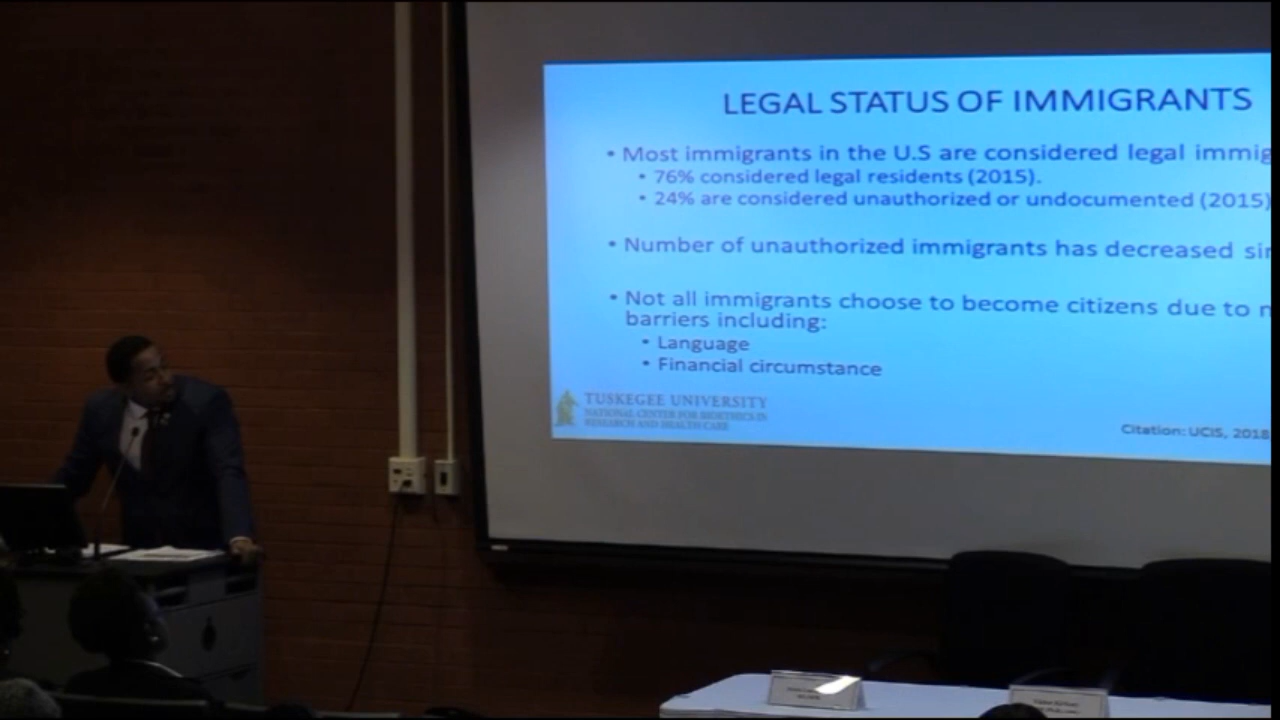 LEGAL STATUS OF IMMIGRANTS
• Most immigrants in the U.S are considered legal immig
• 76% considered legal residents (2015).
• 24% are considered unauthorized or undocumented (2015)
• Number of unauthorized immigrants has decreased sin
• Not all immigrants choose to become citizens due to
barriers including:
• Language
• Financial circumstance
TUSKEGEE UNIVERSITY
NATIONAL CENTER FOR BIOETHICS IN
RESEARCH AND HEALTH CARE
Citation: UCIS, 2018